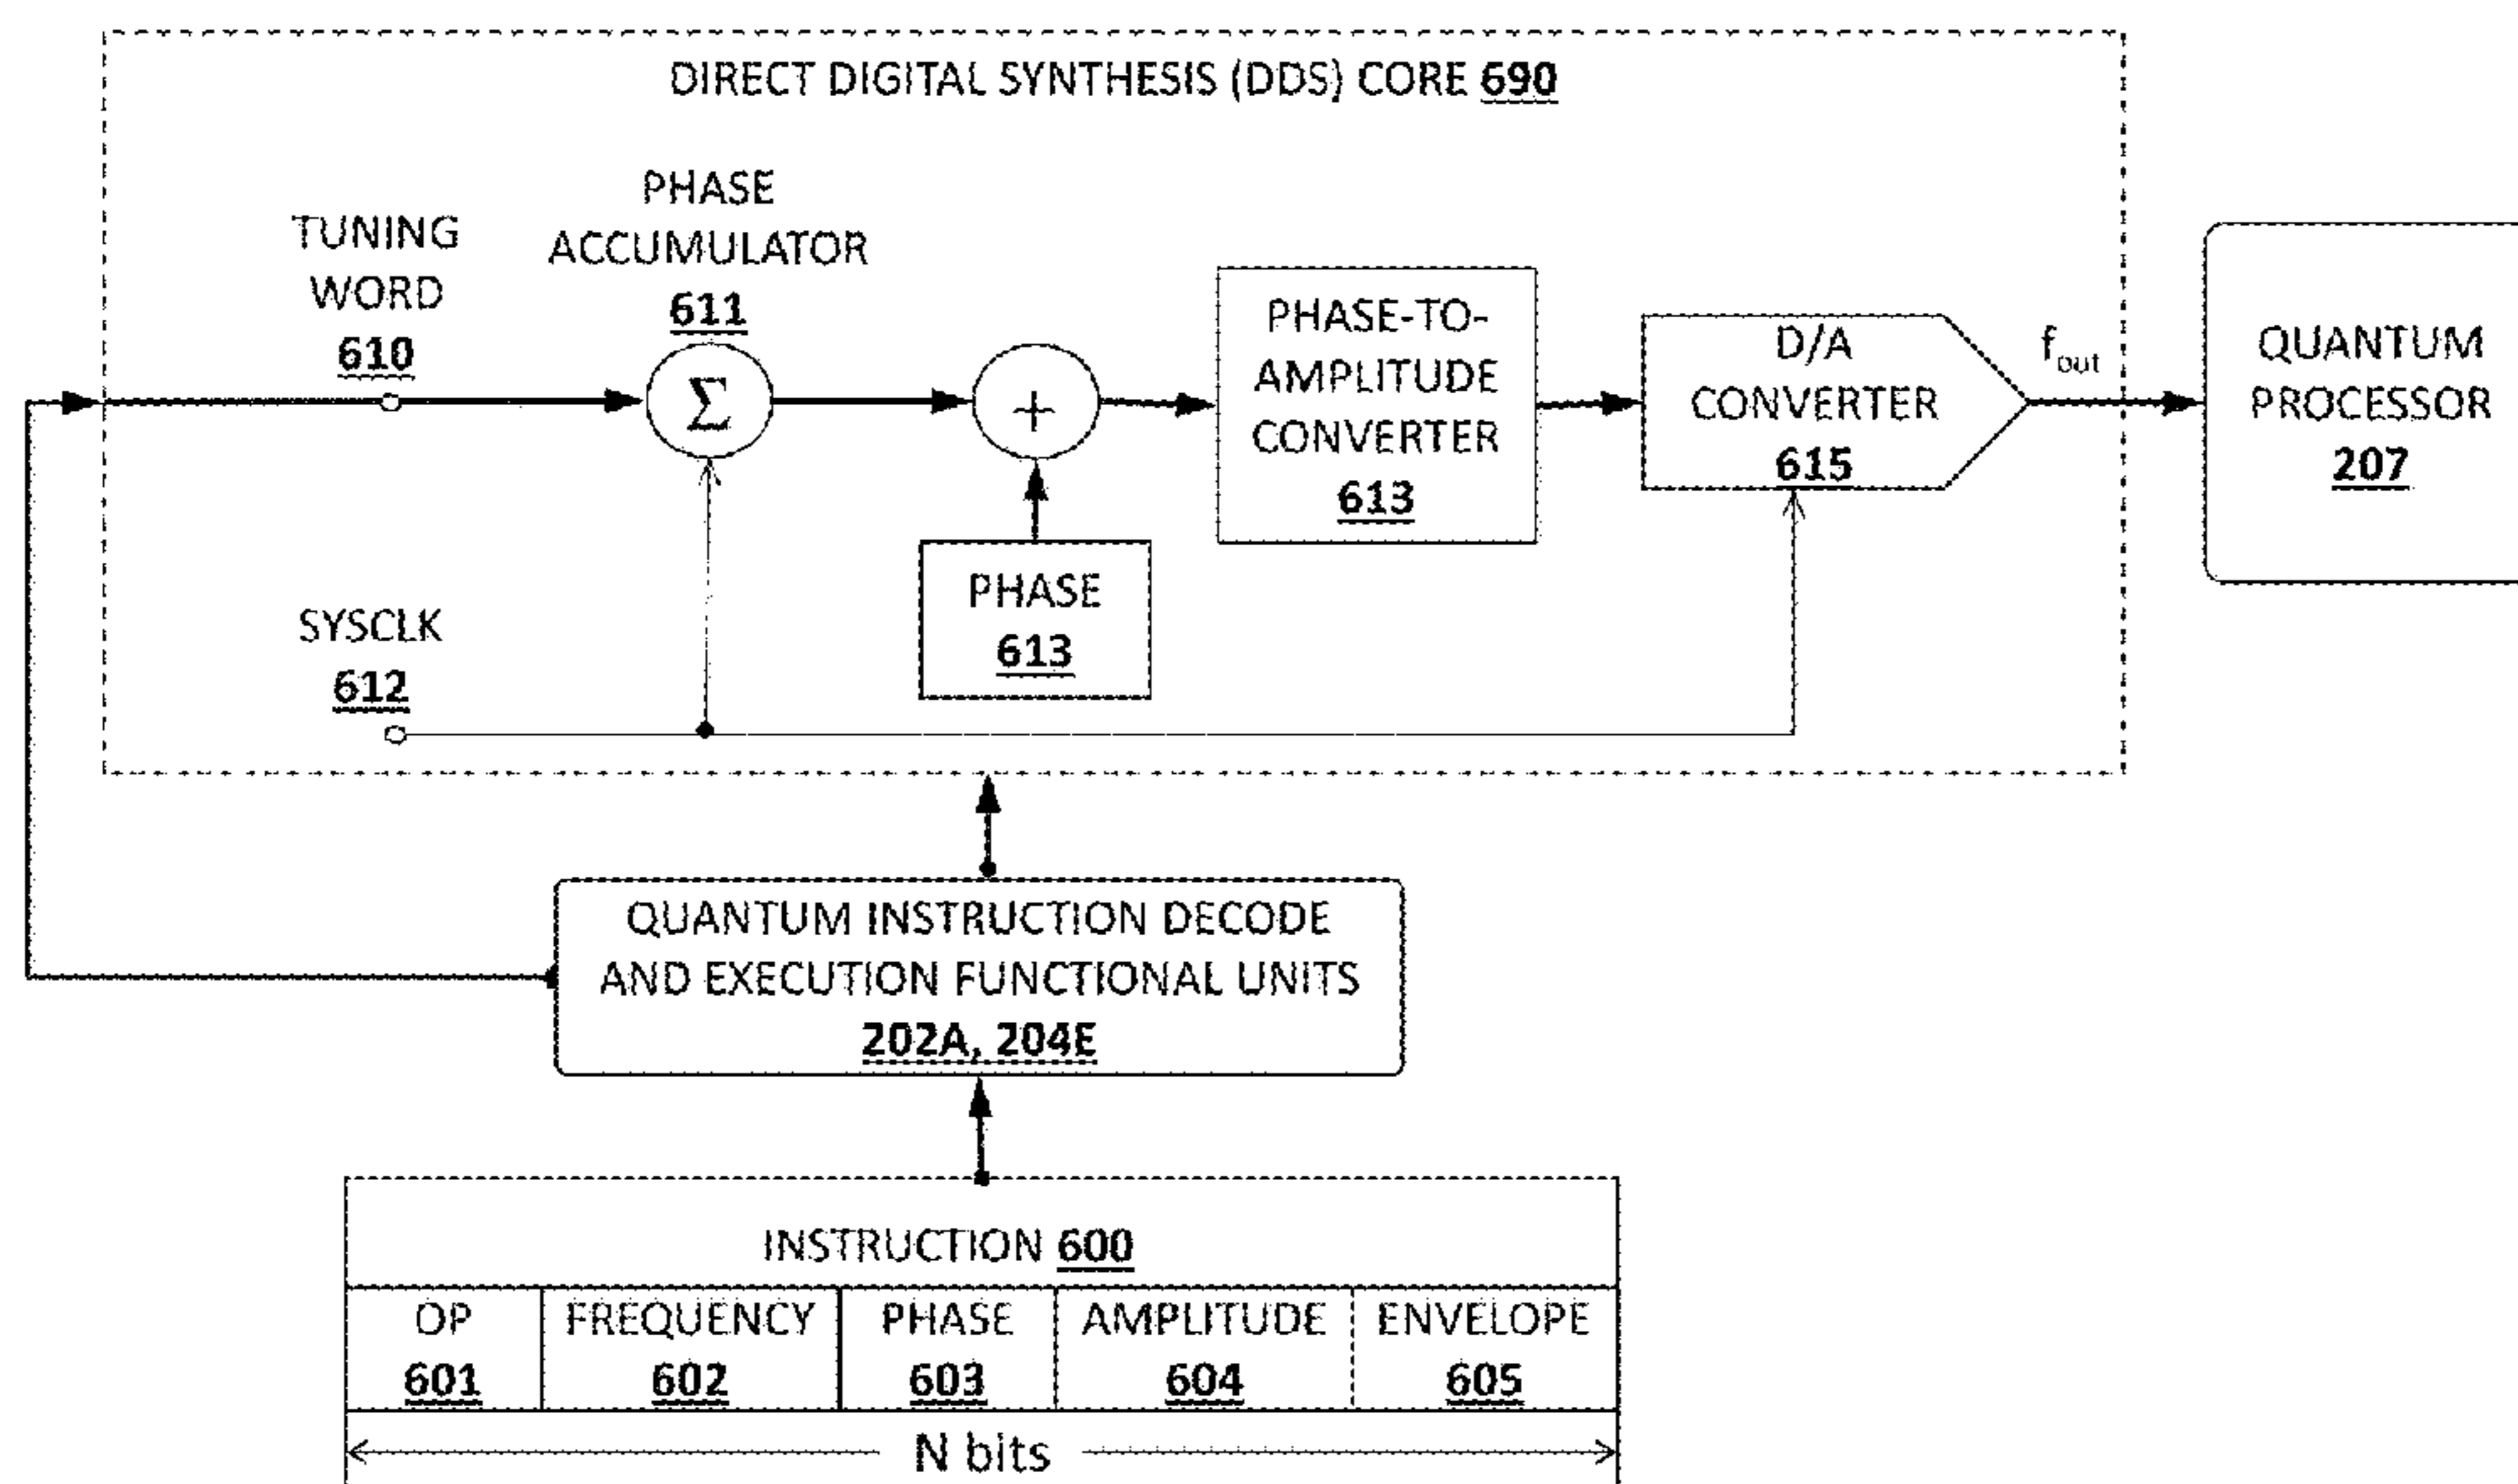 DIRECT DIGITAL SYNTHESIS (DDS) CORE 690
TUNING
WORD
610
PHASE
ACCUMULATOR
611
Σ
+
PHASE
613
PHASE-TO-
AMPLITUDE
CONVERTER
613
D/A
CONVERTER
615
fout
QUANTUM
PROCESSOR
207
SYSCLK
612
QUANTUM INSTRUCTION DECODE
AND EXECUTION FUNCTIONAL UNITS
202A, 204E
INSTRUCTION 600
OP
601
FREQUENCY
602
PHASE
603
AMPLITUDE
604
ENVELOPE
605
N bits